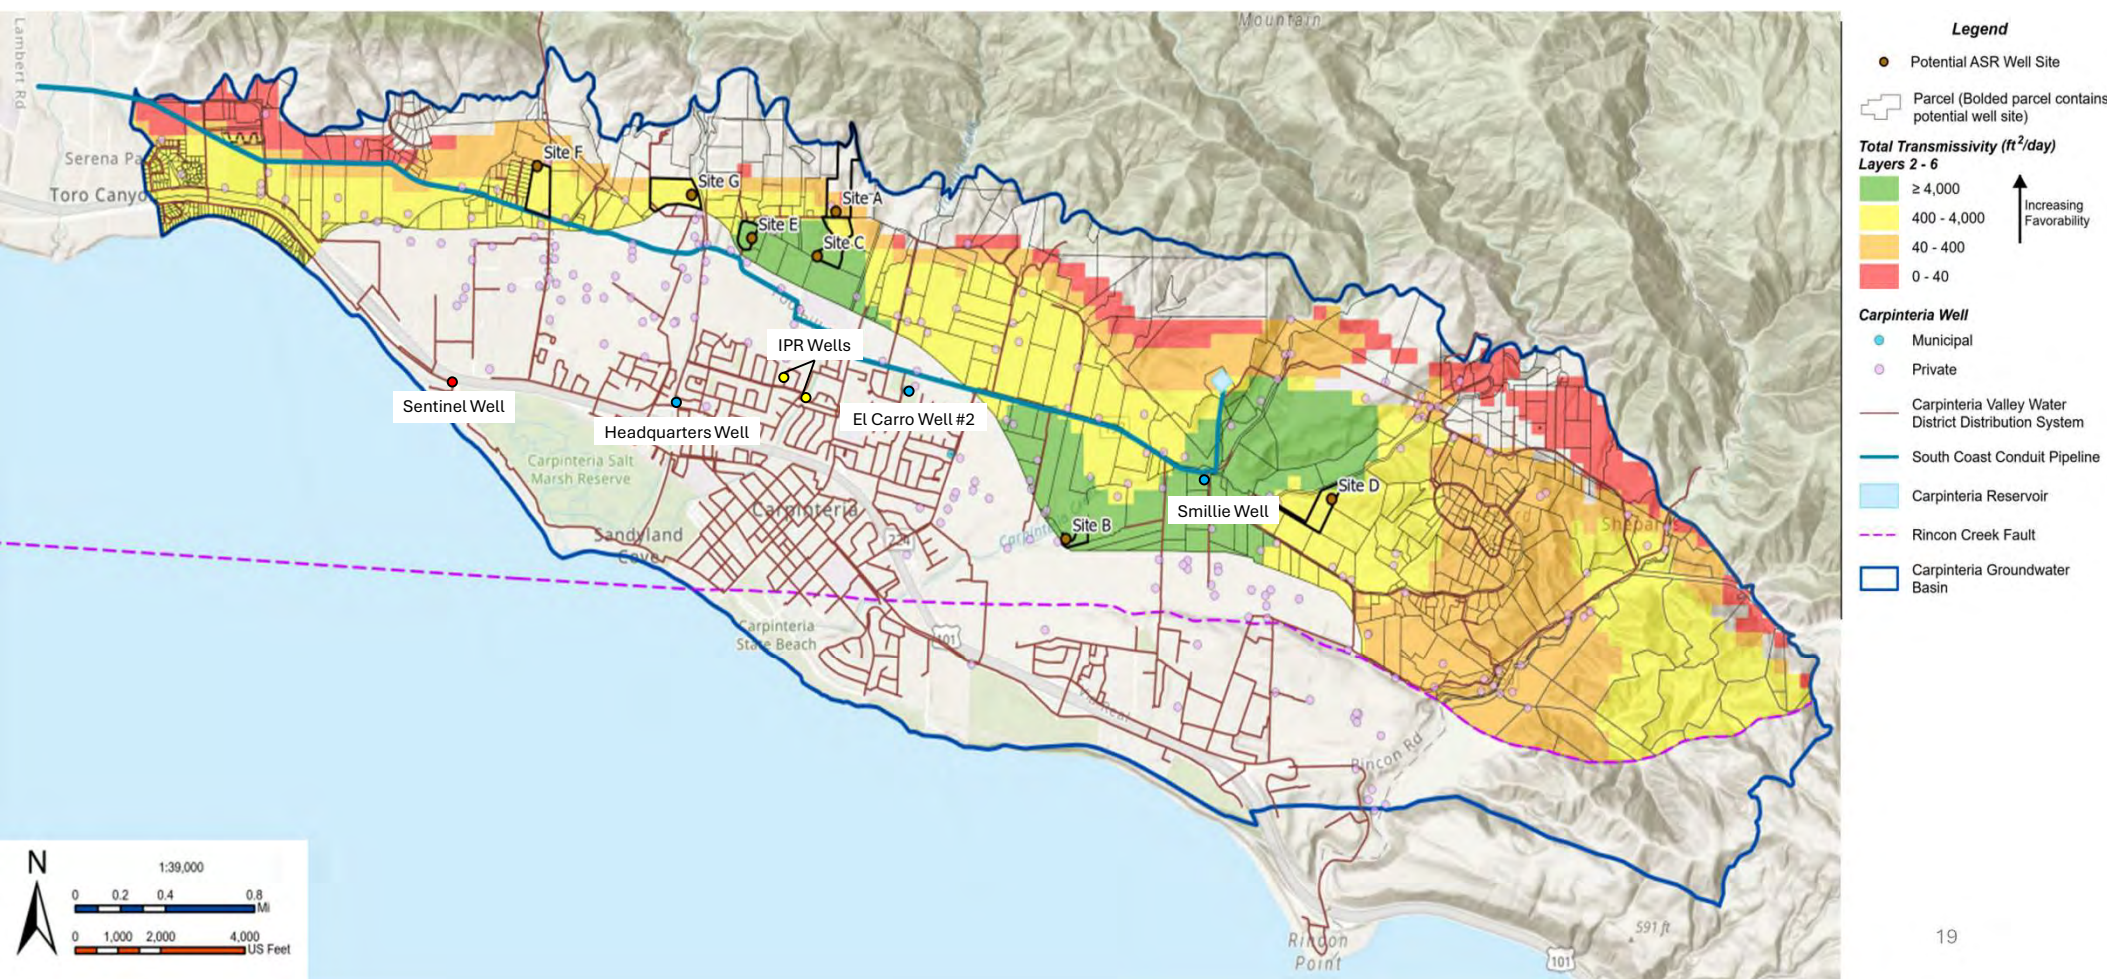 Mountain
Lambert Rd
Toro Canyo
Site F
Site G
Site A
Site E
Site C
IPR Wells
Sentinel Well
Headquarters Well
El Carro Well #2
Carpinteria Salt
Marsh Reserve
Carpinteria
Sandyland
Cove
224
Smillie Well
Site D
Site B
Carpinteria
State Beach
101
Via Real
Rincon Rd
Rincon
Point
101
591 ft
N
1:39,000
0 0.2 0.4 0.8
Mi
0 1,000 2,000 4,000
US Feet
Legend
Potential ASR Well Site
Parcel (Bolded parcel contains
potential well site)
Total Transmissivity (ft²/day)
Layers 2 - 6
≥ 4,000
400 - 4,000
40 - 400
0 - 40
Increasing
Favorability
Carpinteria Well
Municipal
Private
Carpinteria Valley Water
District Distribution System
South Coast Conduit Pipeline
Carpinteria Reservoir
Rincon Creek Fault
Carpinteria Groundwater
Basin
19